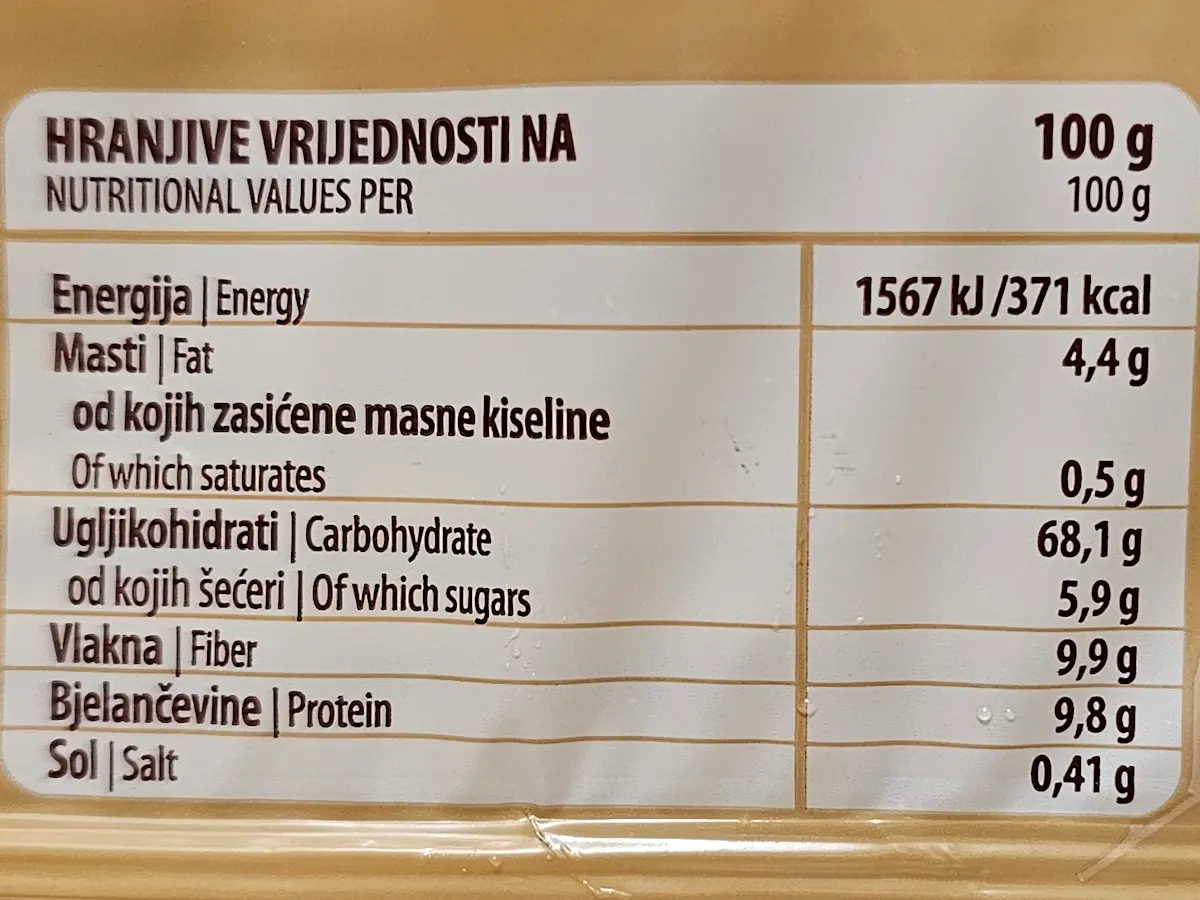 HRANJIVE VRIJEDNOSTI NA 100 g
NUTRITIONAL VALUES PER 100 g
Energija | Energy 1567 kJ /371 kcal
Masti | Fat 4,4 g
od kojih zasićene masne kiseline
Of which saturates 0,5 g
Ugljikohidrati | Carbohydrate 68,1 g
od kojih šećeri | Of which sugars 5,9 g
Vlakna | Fiber 9,9 g
Bjelančevine | Protein 9,8 g
Sol | Salt 0,41 g